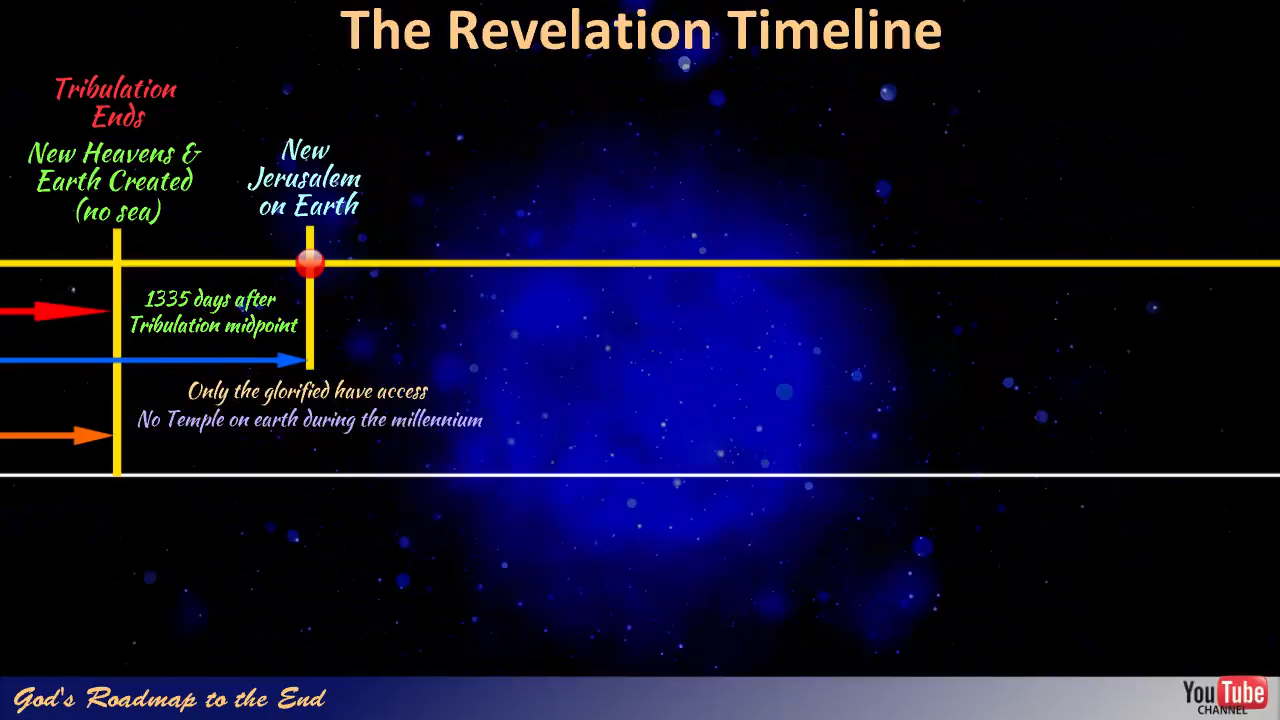 The Revelation Timeline
Tribulation
Ends
New Heavens &
Earth Created
(no sea)
New
Jerusalem
on Earth
1335 days after
Tribulation midpoint
Only the glorified have access
No Temple on earth during the millennium
God's Roadmap to the End
YouTube
CHANNEL